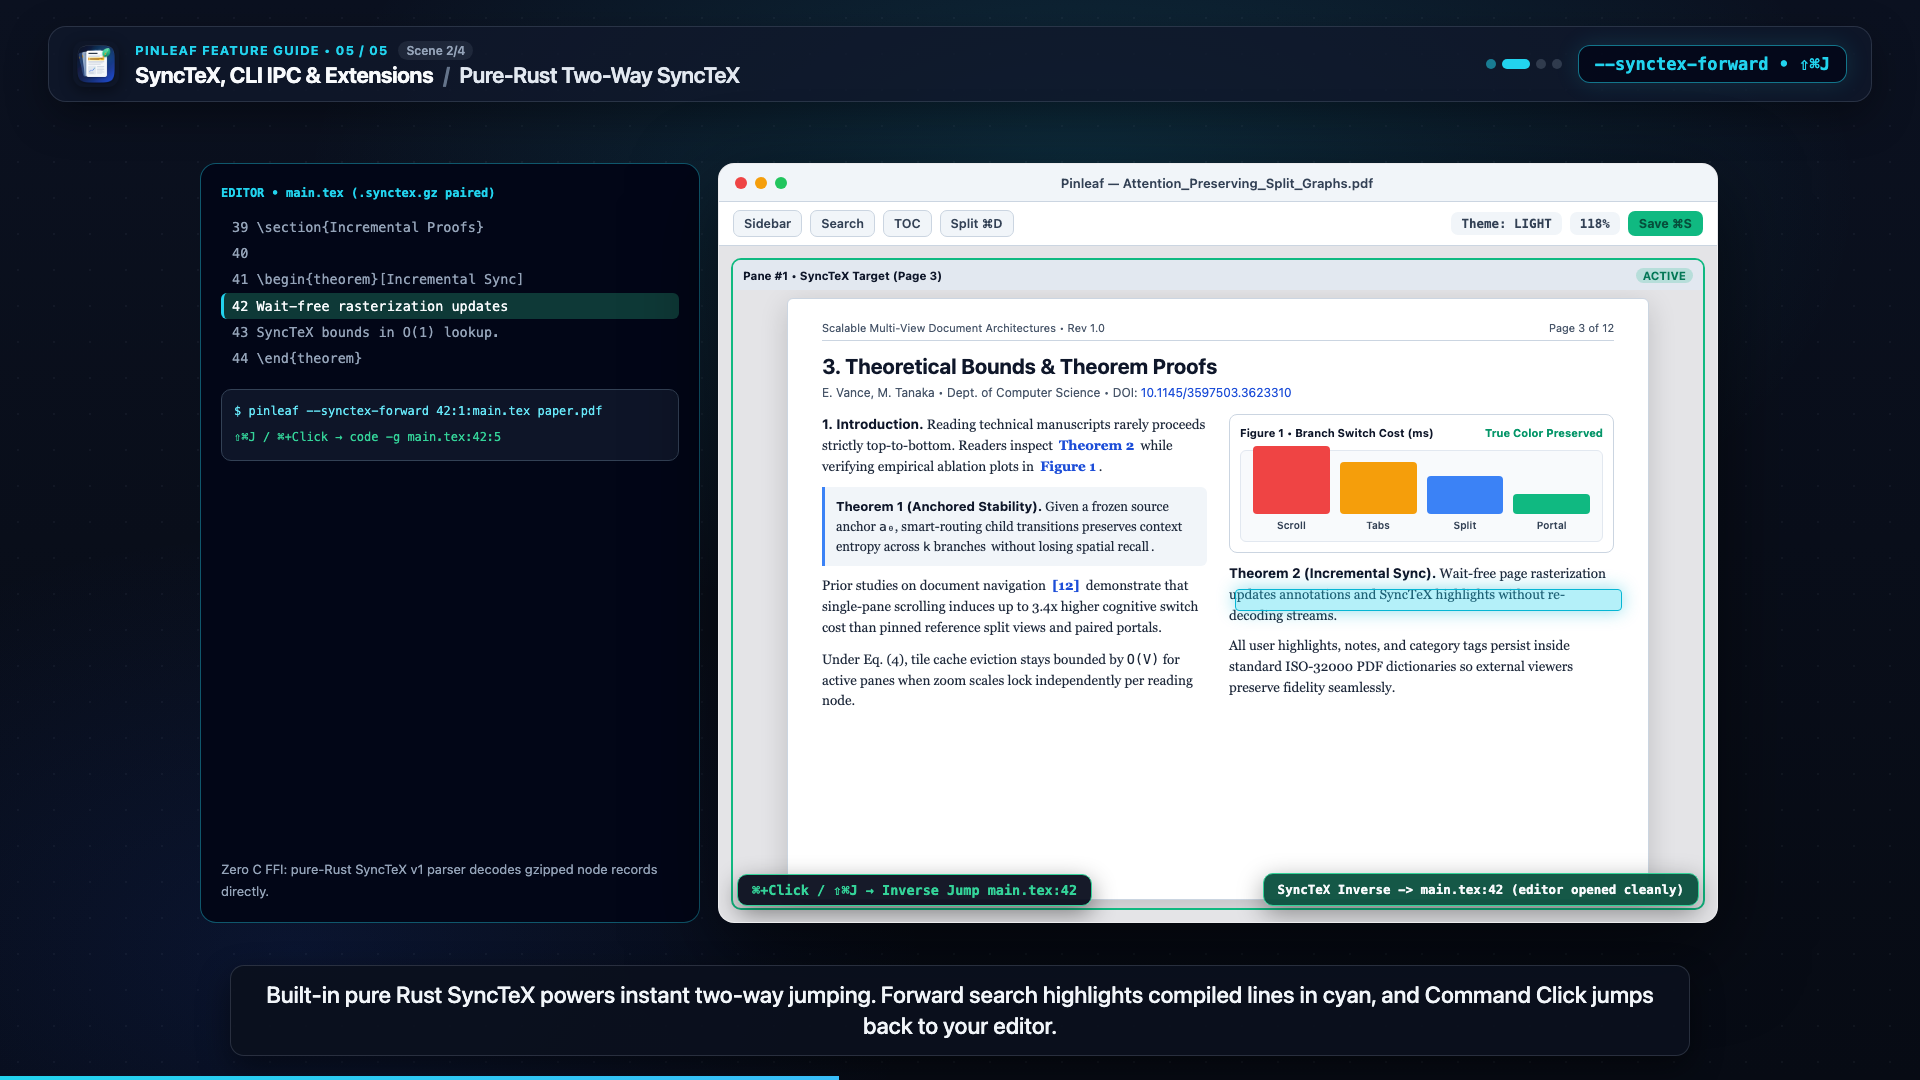 PINLEAF FEATURE GUIDE • 05 / 05 Scene 2/4
SyncTeX, CLI IPC & Extensions / Pure-Rust Two-Way SyncTeX
--synctex-forward • ⇧⌘J
EDITOR • main.tex (.synctex.gz paired)
39 \section{Incremental Proofs}
40
41 \begin{theorem}[Incremental Sync]
42 Wait-free rasterization updates
43 SyncTeX bounds in O(1) lookup.
44 \end{theorem}
$ pinleaf --synctex-forward 42:1:main.tex paper.pdf
⇧⌘J / ⌘+Click → code -g main.tex:42:5
Zero C FFI: pure-Rust SyncTeX v1 parser decodes gzipped node records
directly.
Pinleaf — Attention_Preserving_Split_Graphs.pdf
Sidebar Search TOC Split ⌘D Theme: LIGHT 118% Save ⌘S
Pane #1 • SyncTeX Target (Page 3) ACTIVE
Scalable Multi-View Document Architectures • Rev 1.0 Page 3 of 12
3. Theoretical Bounds & Theorem Proofs
E. Vance, M. Tanaka • Dept. of Computer Science • DOI: 10.1145/3597503.3623310
1. Introduction. Reading technical manuscripts rarely proceeds
strictly top-to-bottom. Readers inspect Theorem 2 while
verifying empirical ablation plots in Figure 1 .
Theorem 1 (Anchored Stability). Given a frozen source
anchor a₀, smart-routing child transitions preserves context
entropy across k branches without losing spatial recall.
Prior studies on document navigation [12] demonstrate that
single-pane scrolling induces up to 3.4x higher cognitive switch
cost than pinned reference split views and paired portals.
Under Eq. (4), tile cache eviction stays bounded by O(V) for
active panes when zoom scales lock independently per reading
node.
Figure 1 • Branch Switch Cost (ms) True Color Preserved
Scroll Tabs Split Portal
Theorem 2 (Incremental Sync). Wait-free page rasterization
updates annotations and SyncTeX highlights without re-
decoding streams.
All user highlights, notes, and category tags persist inside
standard ISO-32000 PDF dictionaries so external viewers
preserve fidelity seamlessly.
⌘+Click / ⇧⌘J → Inverse Jump main.tex:42
SyncTeX Inverse -> main.tex:42 (editor opened cleanly)
Built-in pure Rust SyncTeX powers instant two-way jumping. Forward search highlights compiled lines in cyan, and Command Click jumps
back to your editor.